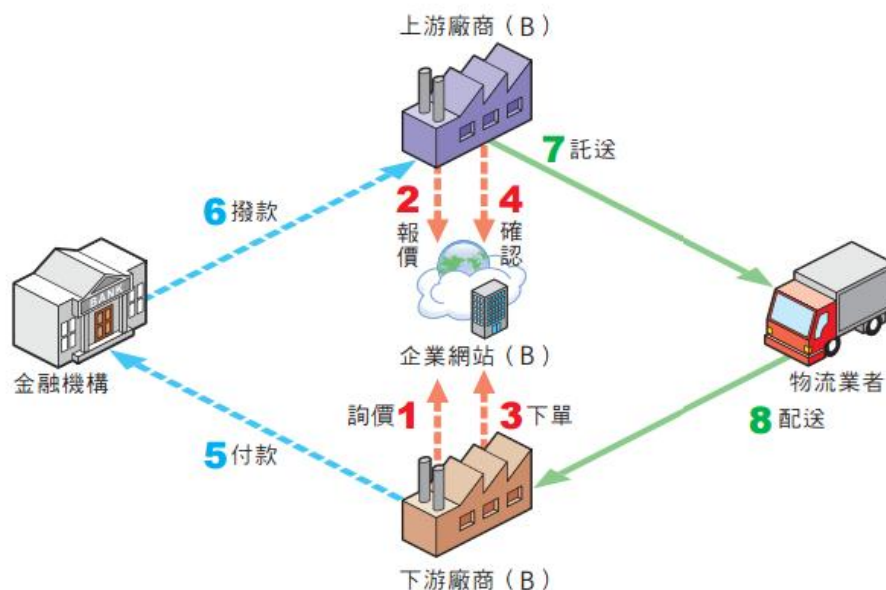 上游廠商（B）
7 託送
6 撥款
2 報價
4 確認
BANK
金融機構
企業網站（B）
物流業者
詢價 1
3 下單
8 配送
5 付款
下游廠商（B）